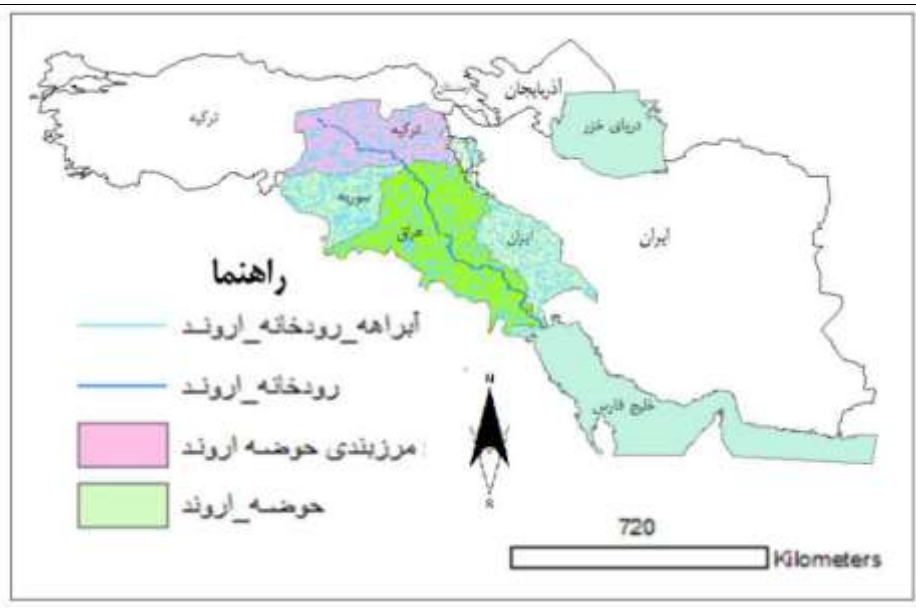 آذربایجان
دریای خزر
ترکیه
ترکیه
سوریه
عراق
ایران
ایران
خلیج فارس
راهنما
آبراهه_رودخانه_اروند
رودخانه_اروند
مرزبندی حوضه اروند
حوضه_اروند
N
S
720
Kilometers